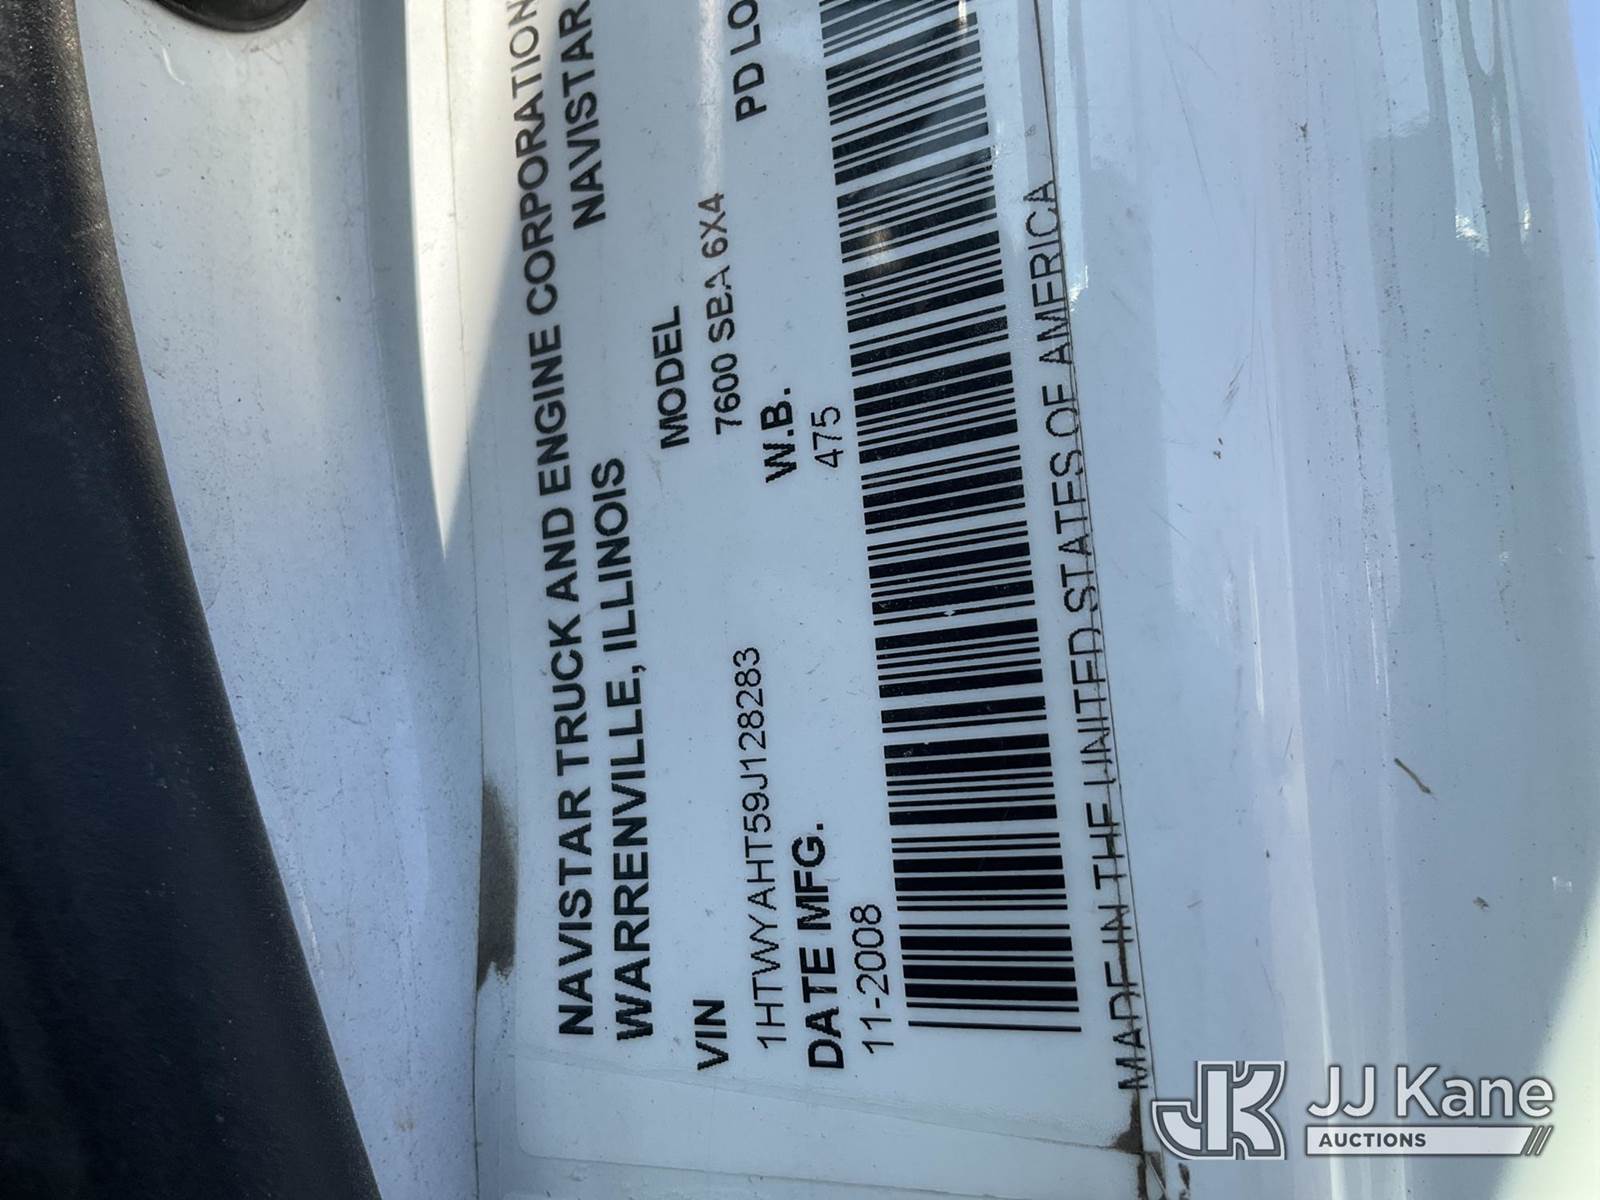 NAVISTAR TRUCK AND ENGINE CORPORATION
WARRENVILLE, ILLINOIS NAVISTAR
VIN MODEL
1HTWYAHT59J128283 7600 SBA 6X4
DATE MFG. W.B. PD LO
11-2008 475
MADE IN THE UNITED STATES OF AMERICA
JK JJ Kane
AUCTIONS